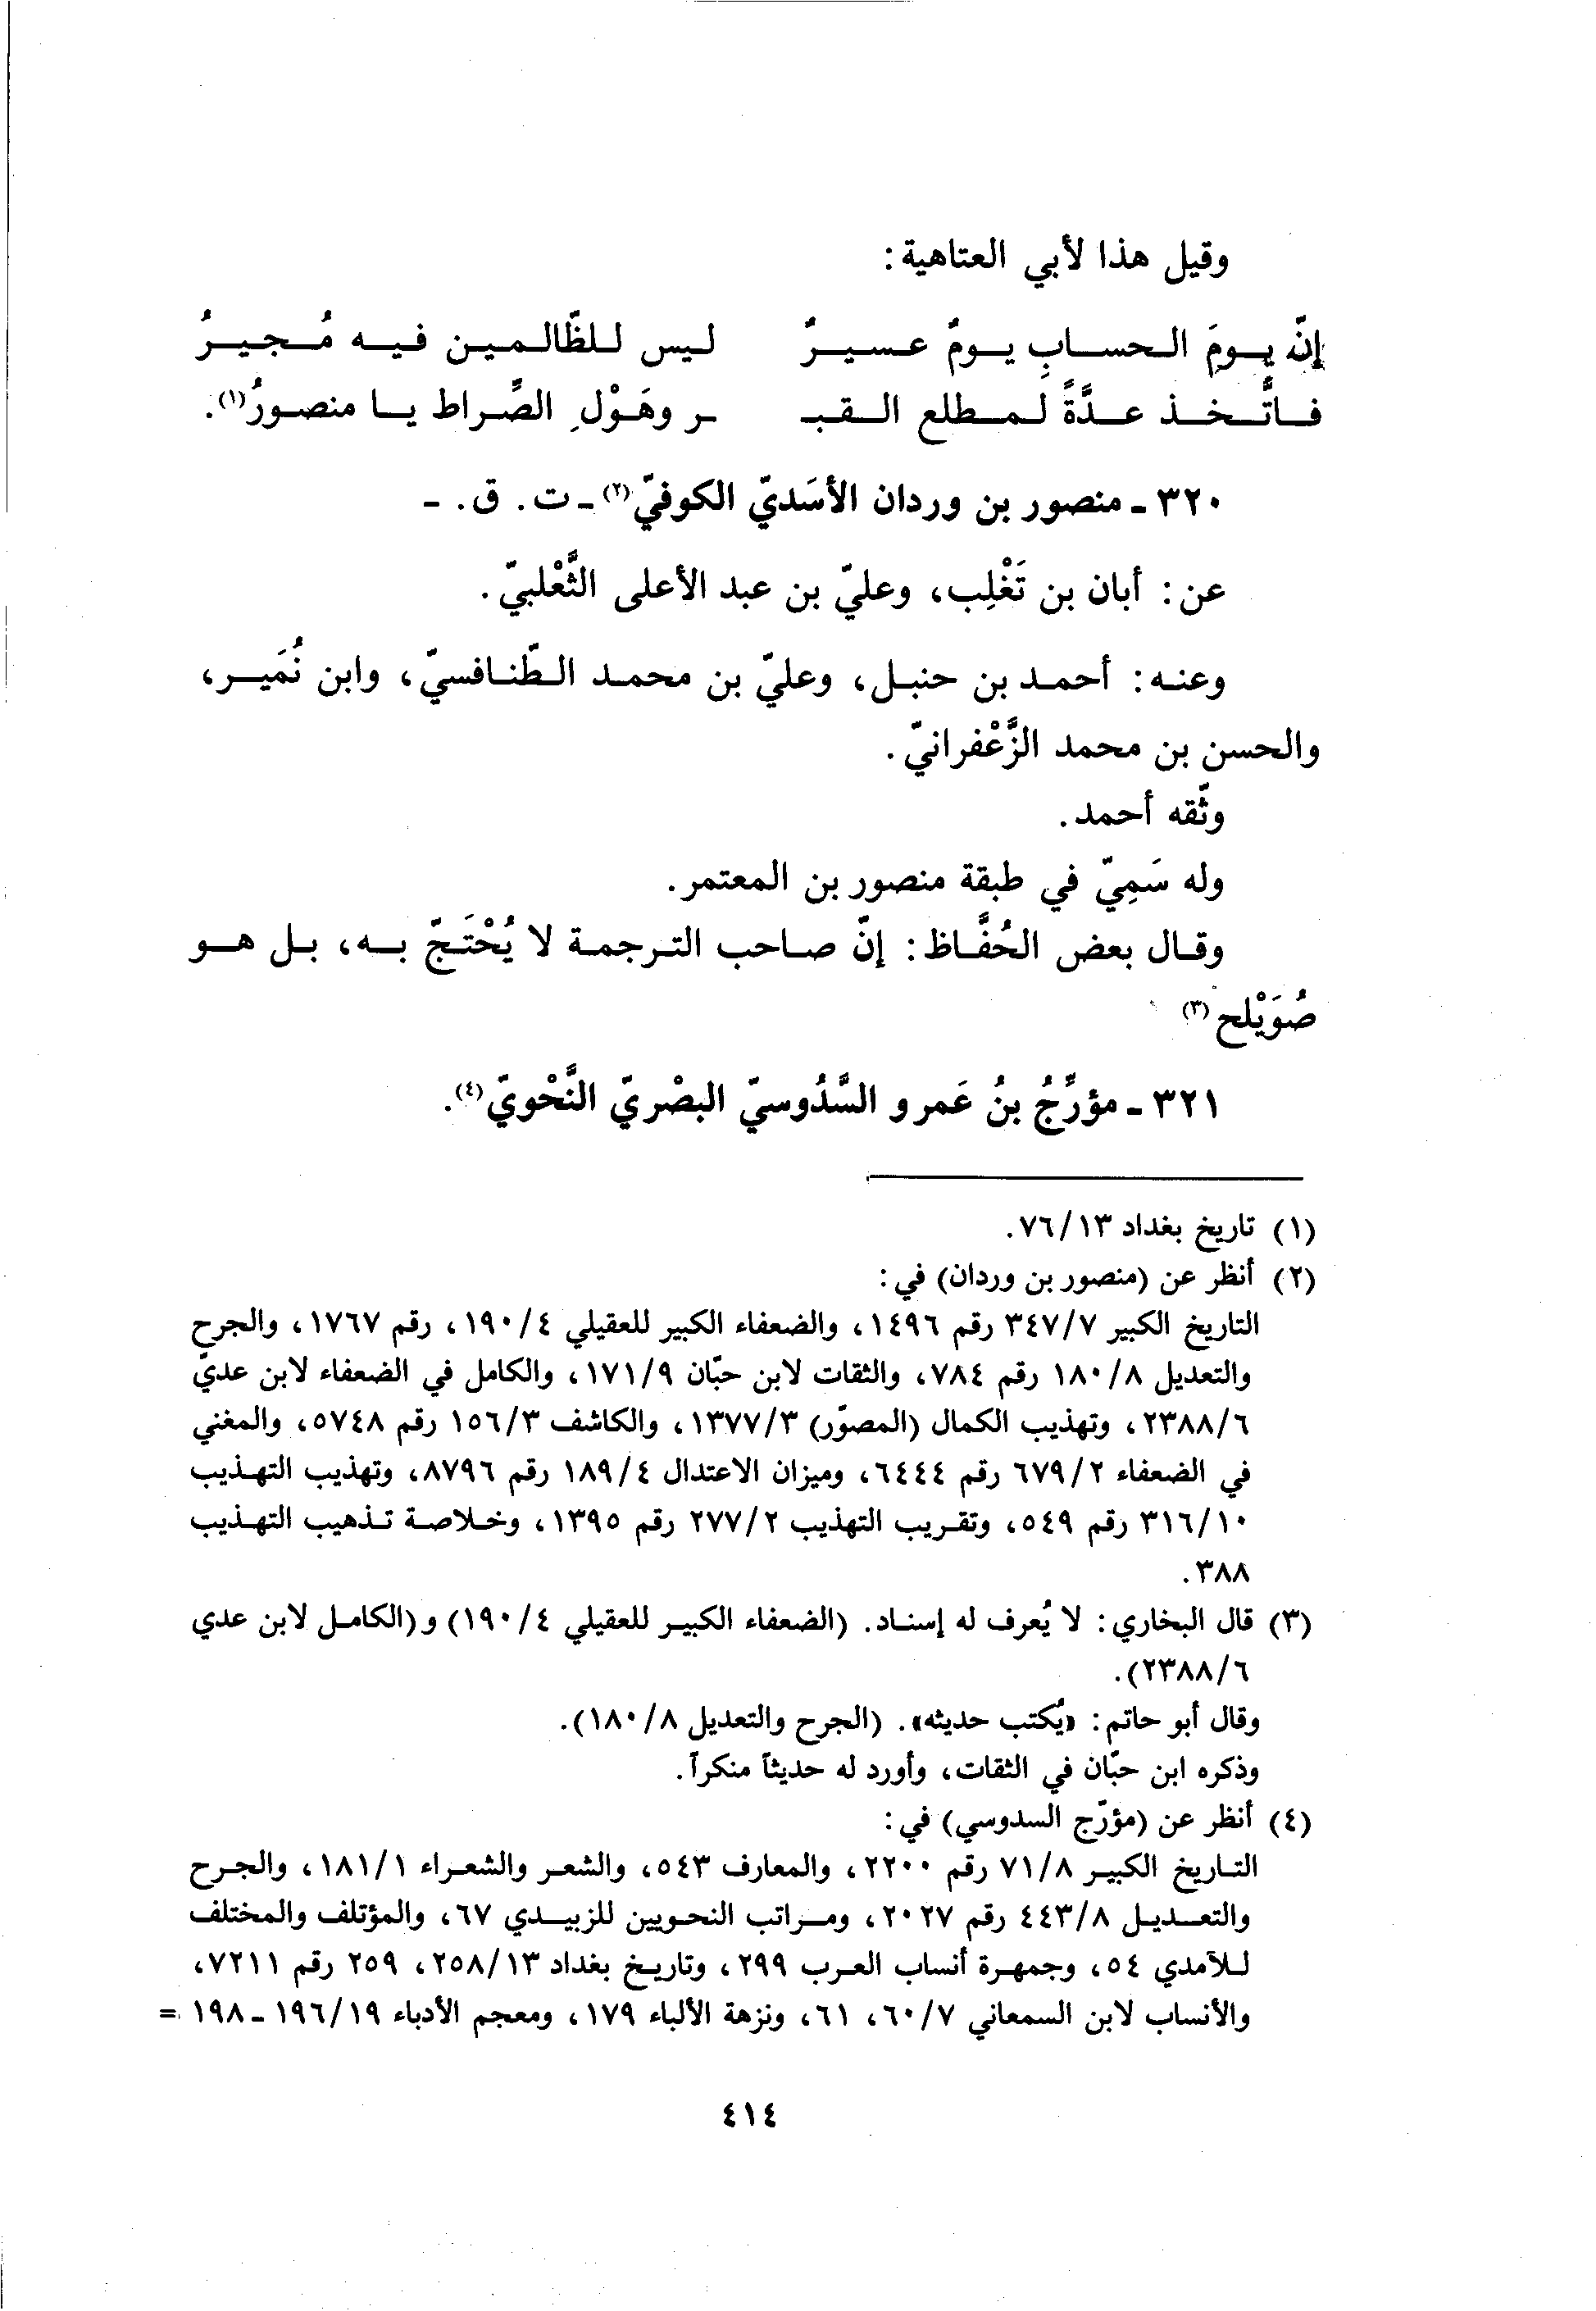 وقيل هذا لأبي العتاهية :
إنّ يومَ الحسابِ يومٌ عسيرٌ ليس للظّالمين فيه مُجيرُ
فاتَّخذ عدَّةً لمطلع القبـ ـر وهَوْلِ الصِّراط يا منصورُ(١).
٣٢٠ ـ منصور بن وردان الأسَديّ الكوفيّ(٢) ـ ت . ق . ـ
عن : أبان بن تَغْلِب، وعليّ بن عبد الأعلى الثَّعْلبيّ .
وعنه : أحمد بن حنبل، وعليّ بن محمد الطّنافسيّ، وابن نُمَير،
والحسن بن محمد الزَّعْفرانيّ .
وثّقه أحمد .
وله سَمِيّ في طبقة منصور بن المعتمر .
وقال بعض الحُفَّاظ : إنّ صاحب الترجمة لا يُحْتَجّ به، بل هو
صُوَيْلح(٣)
٣٢١ ـ مؤرِّجُ بنُ عَمرو السَّدُوسيّ البصْريّ النَّحْويّ(٤).
(١) تاريخ بغداد ٧٦/١٣ .
(٢) أنظر عن (منصور بن وردان) في :
التاريخ الكبير ٣٤٧/٧ رقم ١٤٩٦، والضعفاء الكبير للعقيلي ١٩٠/٤، رقم ١٧٦٧، والجرح
والتعديل ١٨٠/٨ رقم ٧٨٤، والثقات لابن حبّان ١٧١/٩، والكامل في الضعفاء لابن عديّ
٢٣٨٨/٦، وتهذيب الكمال (المصوّر) ١٣٧٧/٣، والكاشف ١٥٦/٣ رقم ٥٧٤٨، والمغني
في الضعفاء ٦٧٩/٢ رقم ٦٤٤٤، وميزان الاعتدال ١٨٩/٤ رقم ٨٧٩٦، وتهذيب التهذيب
٣١٦/١٠ رقم ٥٤٩، وتقريب التهذيب ٢٧٧/٢ رقم ١٣٩٥، وخلاصة تذهيب التهذيب
٣٨٨ .
(٣) قال البخاري : لا يُعرف له إسناد . (الضعفاء الكبير للعقيلي ١٩٠/٤) و (الكامل لابن عدي
٢٣٨٨/٦) .
وقال أبو حاتم : «يُكتب حديثه» . (الجرح والتعديل ١٨٠/٨) .
وذكره ابن حبّان في الثقات، وأورد له حديثاً منكراً .
(٤) أنظر عن (مؤرّج السدوسي) في :
التاريخ الكبير ٧١/٨ رقم ٢٢٠٠، والمعارف ٥٤٣، والشعر والشعراء ١٨١/١، والجرح
والتعديل ٤٤٣/٨ رقم ٢٠٢٧، ومراتب النحويين للزبيدي ٦٧، والمؤتلف والمختلف
للآمدي ٥٤، وجمهرة أنساب العرب ٢٩٩، وتاريخ بغداد ٢٥٨/١٣، ٢٥٩ رقم ٧٢١١،
والأنساب لابن السمعاني ٦٠/٧، ٦١، ونزهة الألباء ١٧٩، ومعجم الأدباء ١٩٦/١٩ ـ ١٩٨ =
٤١٤